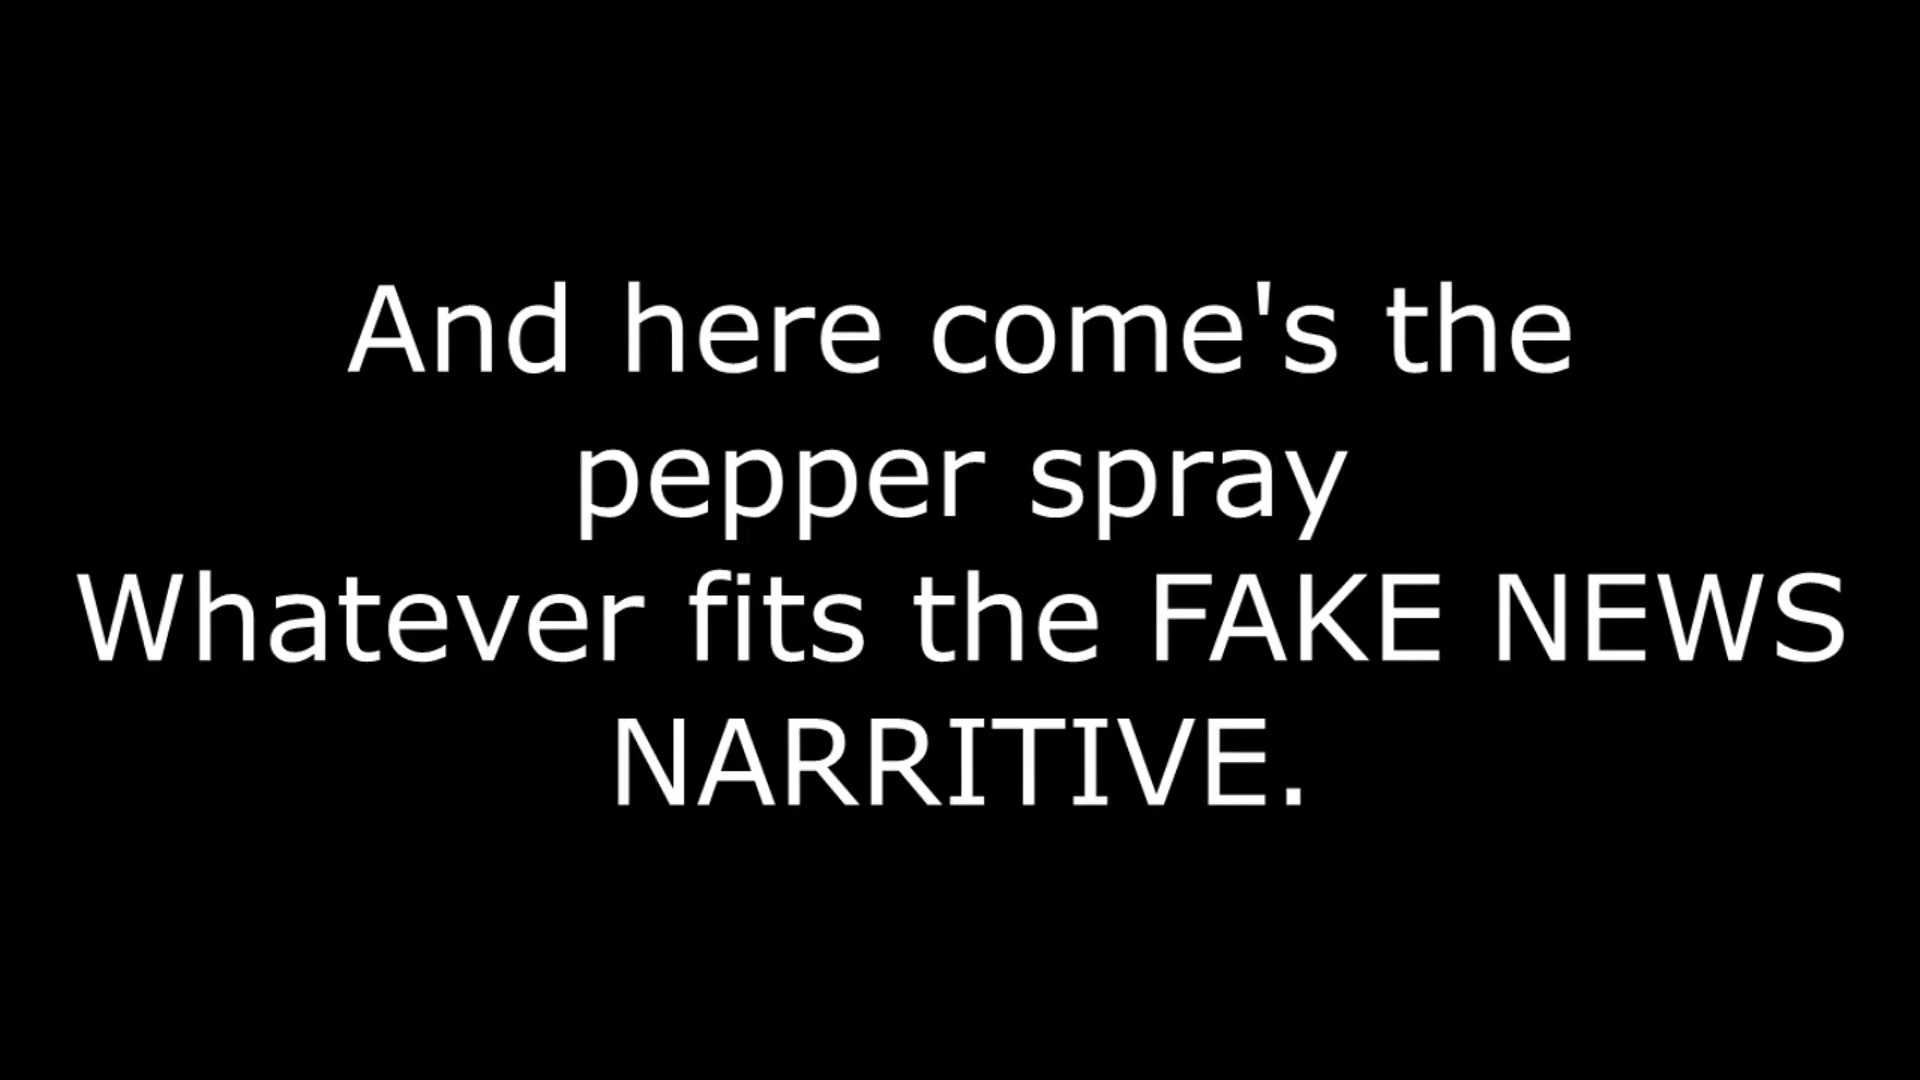 And here come's the
pepper spray
Whatever fits the FAKE NEWS
NARRITIVE.